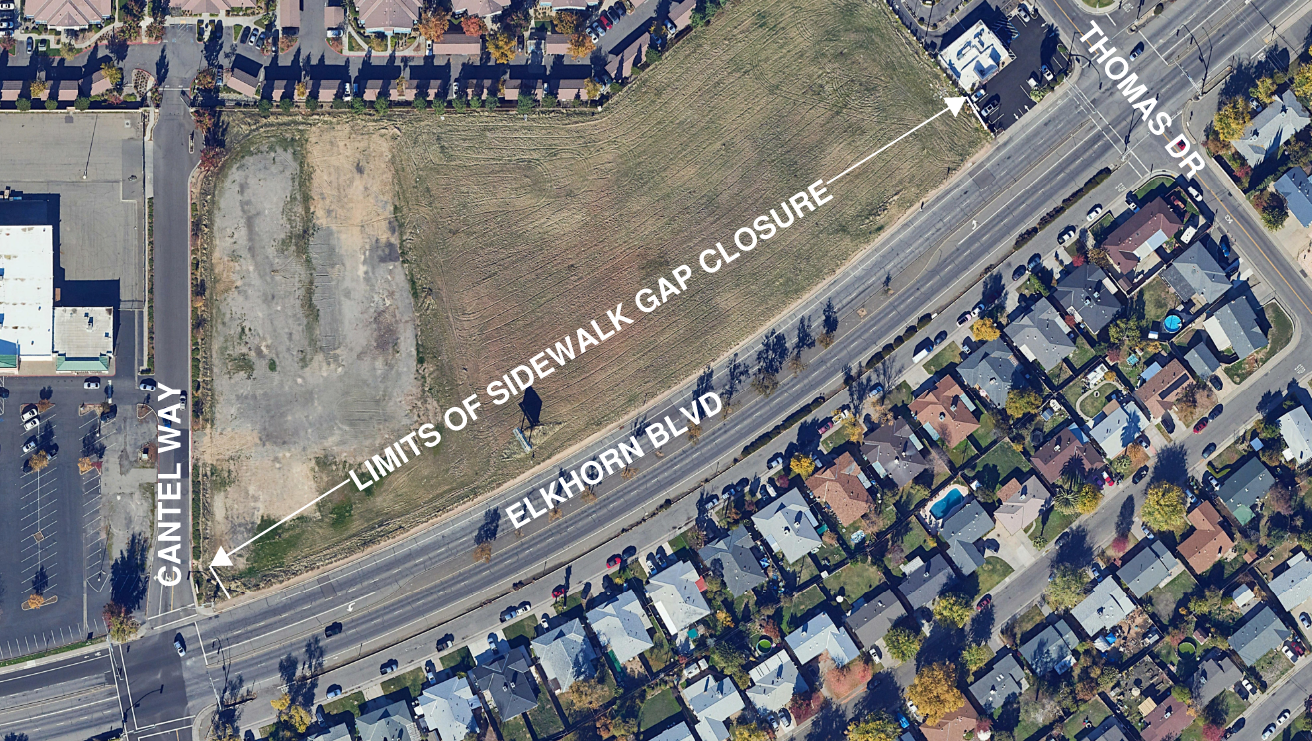 THOMAS DR
LIMITS OF SIDEWALK GAP CLOSURE
ELKHORN BLVD
CANTEL WAY